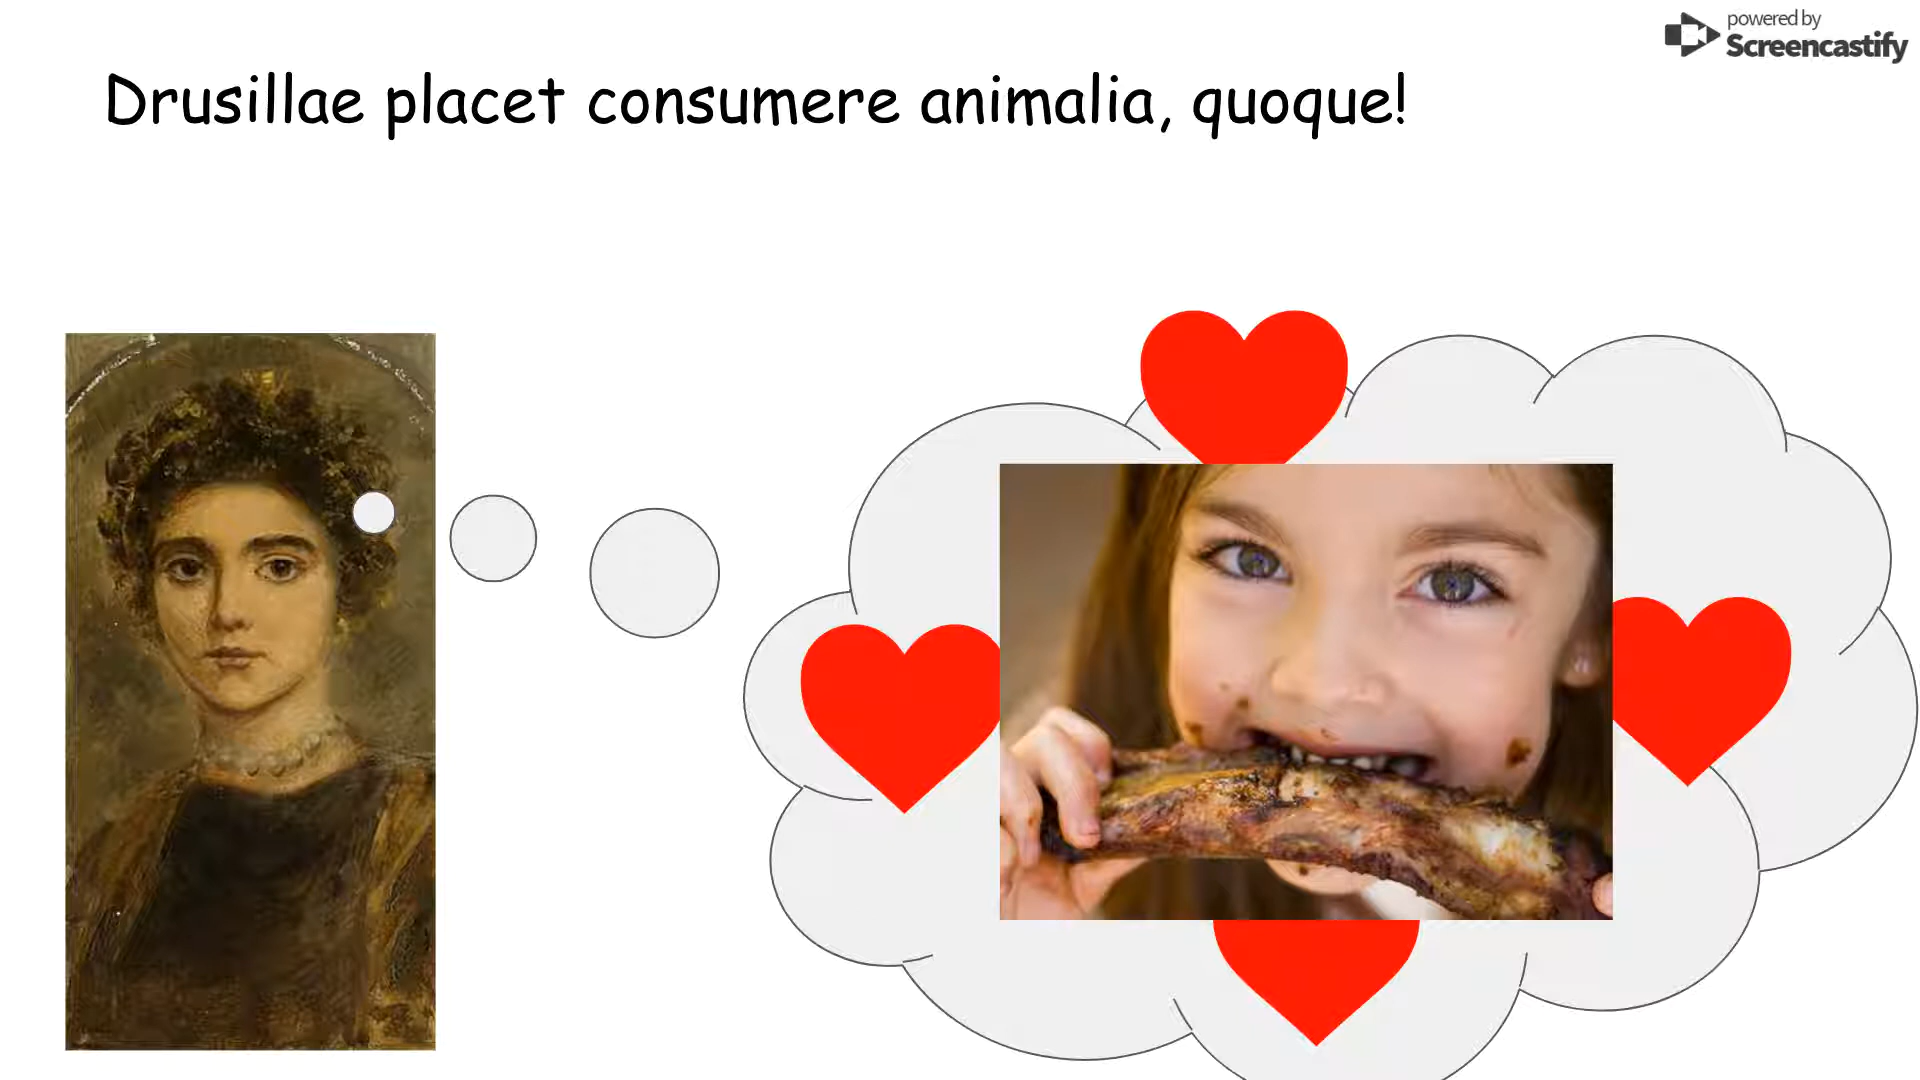 powered by
Screencastify
Drusillae placet consumere animalia, quoque!